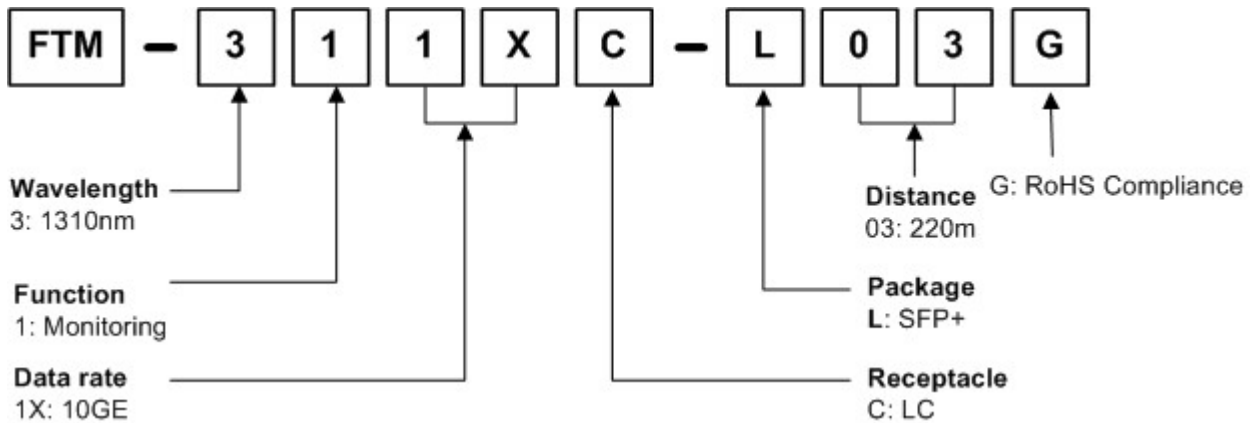 FTM - 3 1 1 X C - L 0 3 G
Wavelength
3: 1310nm
Function
1: Monitoring
Data rate
1X: 10GE
Distance
03: 220m
G: RoHS Compliance
Package
L: SFP+
Receptacle
C: LC